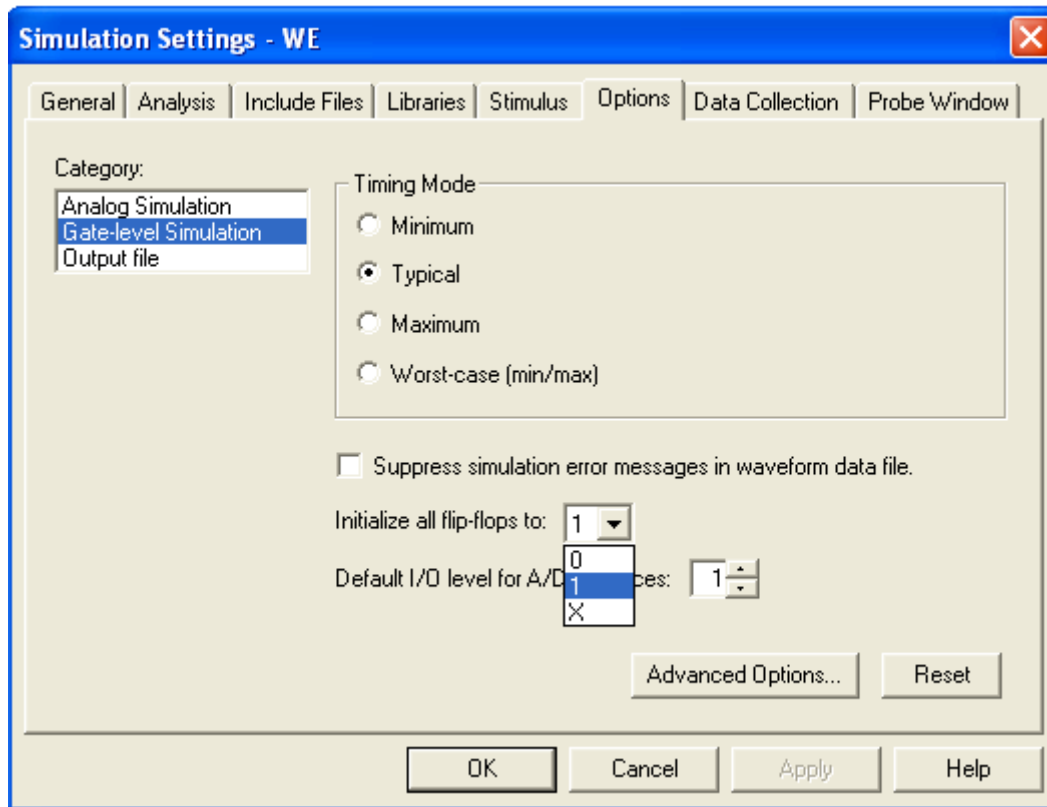 Simulation Settings - WE
General Analysis Include Files Libraries Stimulus Options Data Collection Probe Window
Category:
Analog Simulation
Gate-level Simulation
Output file
Timing Mode
Minimum
Typical
Maximum
Worst-case (min/max)
Suppress simulation error messages in waveform data file.
Initialize all flip-flops to: 1
0
1
X
Default I/O level for A/D ces: 1
Advanced Options... Reset
OK Cancel Apply Help